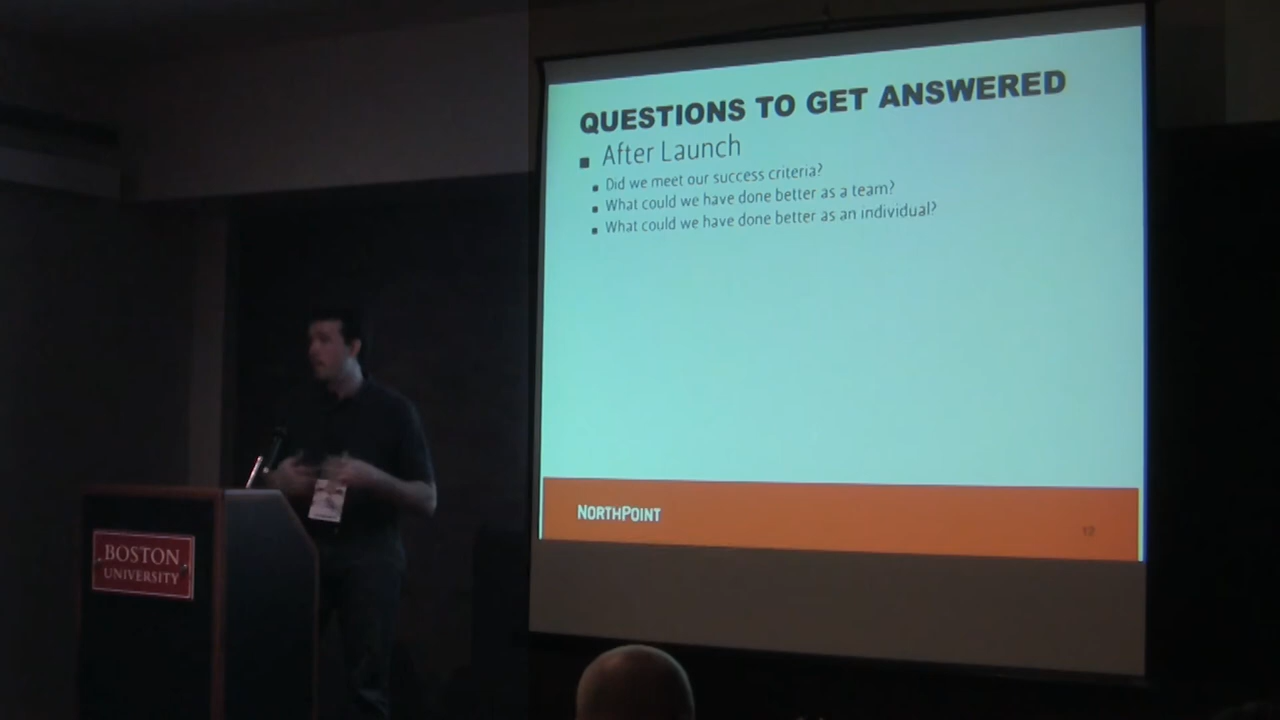 QUESTIONS TO GET ANSWERED
After Launch
Did we meet our success criteria?
What could we have done better as a team?
What could we have done better as an individual?
NORTHPOINT
12
BOSTON
UNIVERSITY